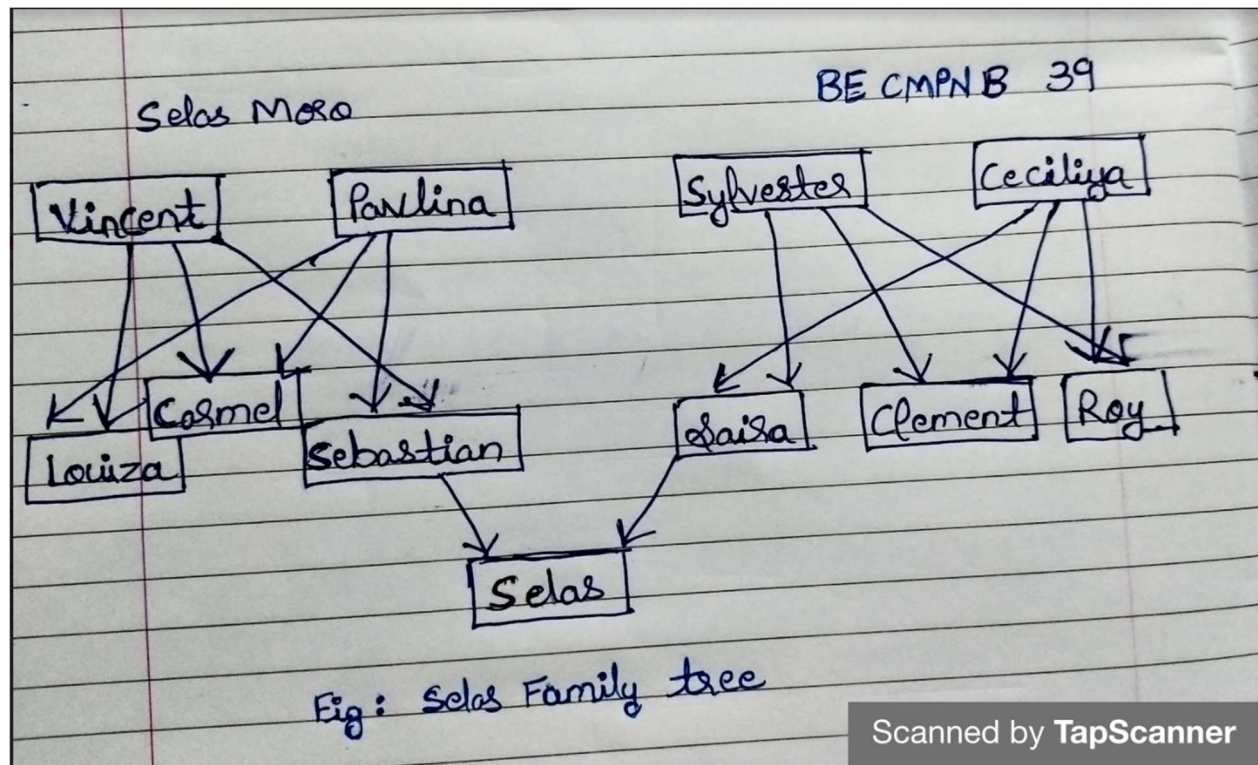 Selas Moro
BE CMPN B 39
Vincent
Pavlina
Sylvester
Ceciliya
Carmel
Louiza
Sebastian
Saira
Clement
Roy
Selas
Fig: Selas Family tree
Scanned by TapScanner